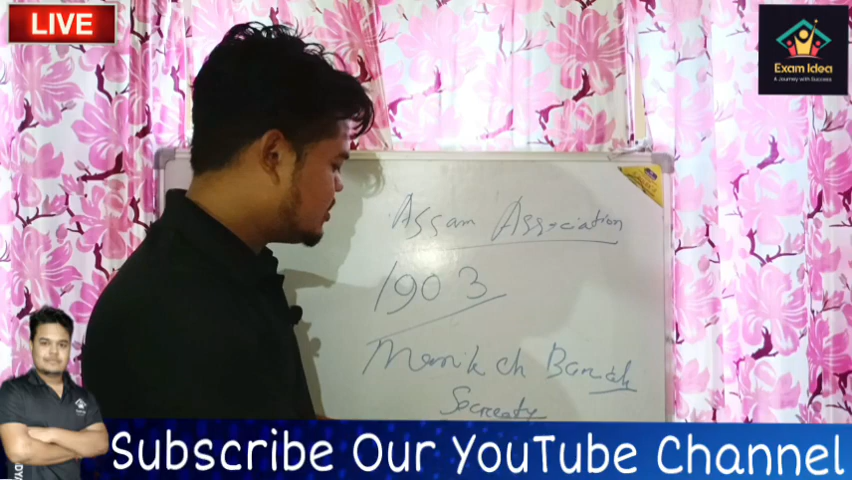 LIVE
Exam Idea
A Journey with Success
Assam Association
1903
Manik ch Baruah
Secreaty
Subscribe Our YouTube Channel